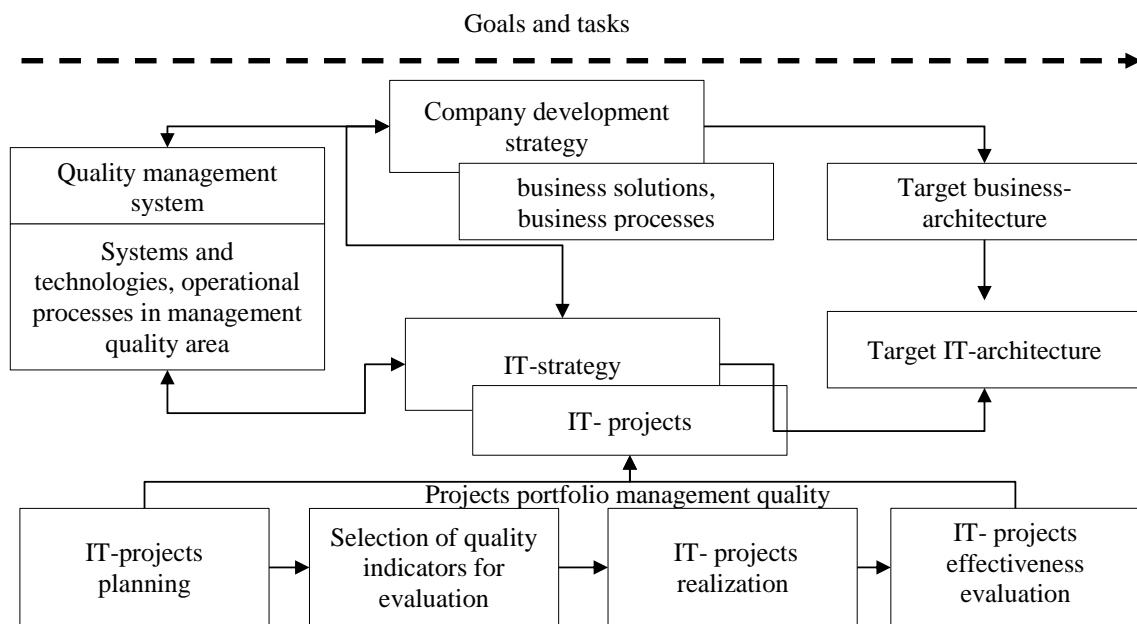 Goals and tasks
Company development
strategy
Quality management
system
business solutions,
business processes
Target business-
architecture
Systems and
technologies, operational
processes in management
quality area
IT-strategy
Target IT-architecture
IT- projects
Projects portfolio management quality
IT-projects
planning
Selection of quality
indicators for
evaluation
IT- projects
realization
IT- projects
effectiveness
evaluation